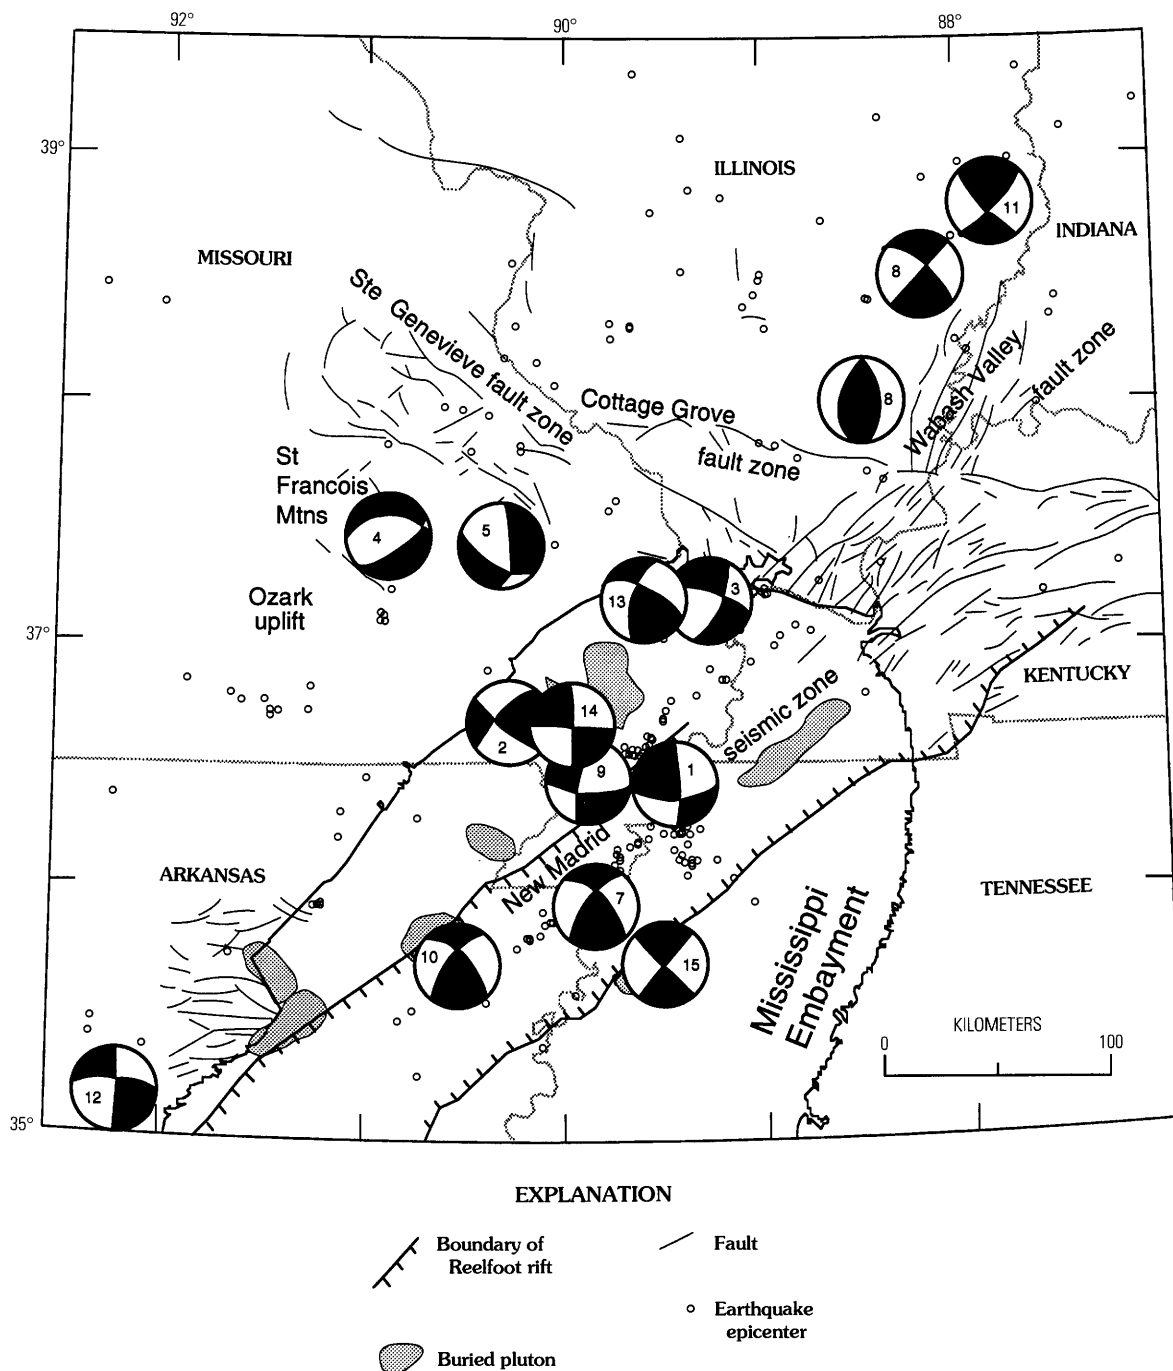 92°
90°
88°
39°
ILLINOIS
11
INDIANA
MISSOURI
8
Ste Genevieve fault zone
Cottage Grove
fault zone
8
Wabash Valley
fault zone
St
Francois
Mtns
4
5
Ozark
uplift
13
3
37°
KENTUCKY
2
14
9
1
seismic zone
New Madrid
ARKANSAS
7
TENNESSEE
10
15
Mississippi
Embayment
KILOMETERS
0
100
12
35°
EXPLANATION
Boundary of
Reelfoot rift
Fault
Earthquake
epicenter
Buried pluton